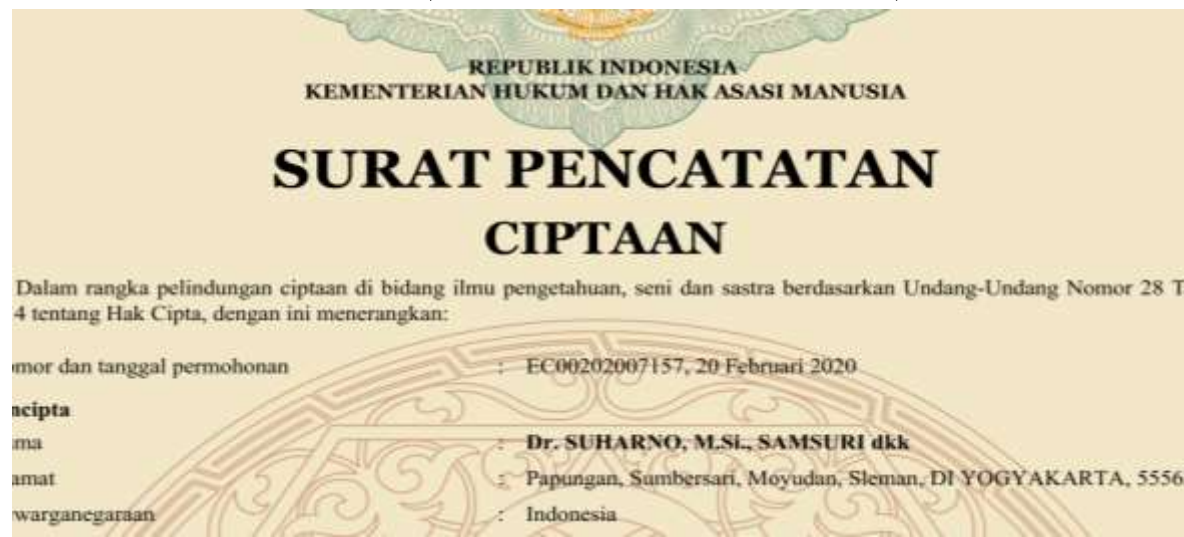 REPUBLIK INDONESIA
KEMENTERIAN HUKUM DAN HAK ASASI MANUSIA
SURAT PENCATATAN
CIPTAAN
Dalam rangka pelindungan ciptaan di bidang ilmu pengetahuan, seni dan sastra berdasarkan Undang-Undang Nomor 28 T
4 tentang Hak Cipta, dengan ini menerangkan:
mor dan tanggal permohonan : EC00202007157, 20 Februari 2020
ncipta
ma : Dr. SUHARNO, M.Si., SAMSURI dkk
amat : Papungan, Sumbersari, Moyudan, Sleman, DI YOGYAKARTA, 5556
warganegaraan : Indonesia